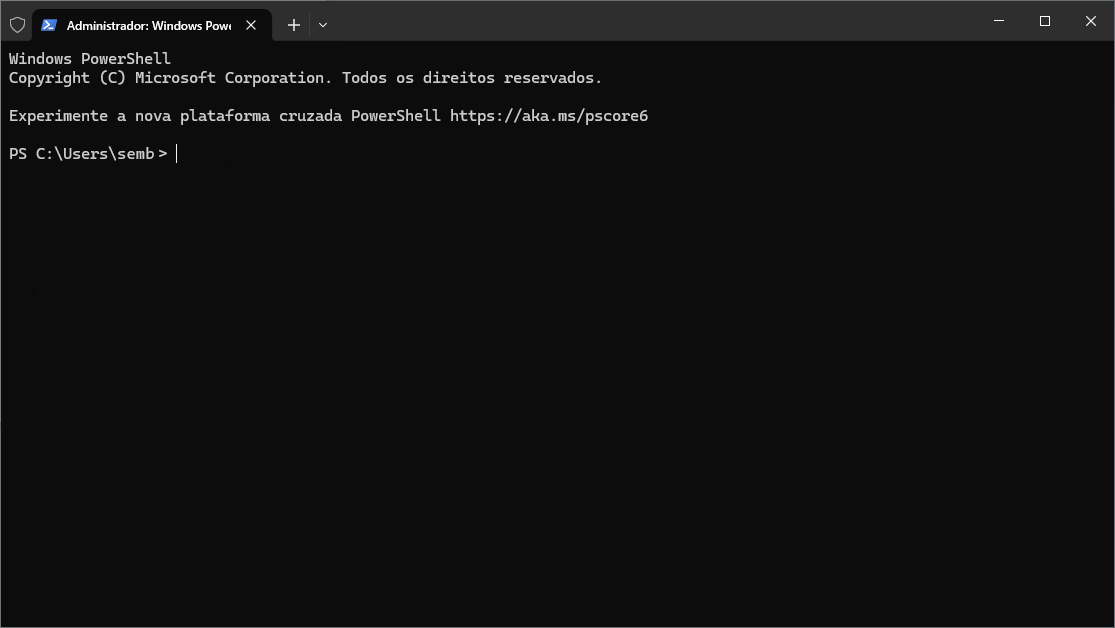 Administrador: Windows Powe
Windows PowerShell
Copyright (C) Microsoft Corporation. Todos os direitos reservados.
Experimente a nova plataforma cruzada PowerShell https://aka.ms/pscore6
PS C:\Users\semb>